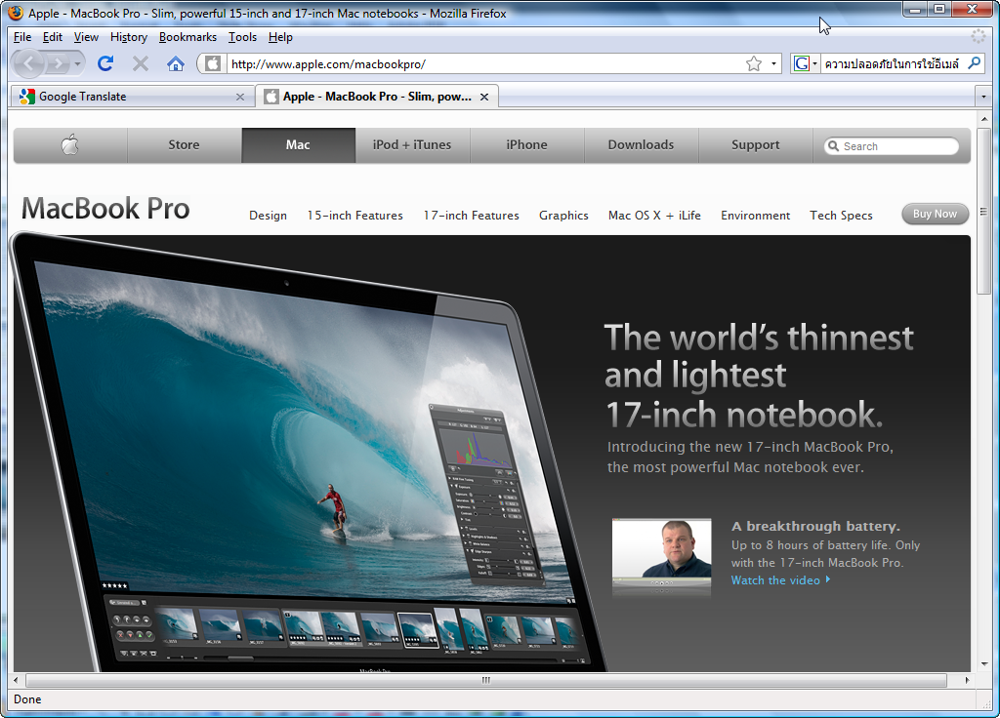 Apple - MacBook Pro - Slim, powerful 15-inch and 17-inch Mac notebooks - Mozilla Firefox
File Edit View History Bookmarks Tools Help
http://www.apple.com/macbookpro/
G
ความปลอดภัยในการใช้อีเมล์
Google Translate
Apple - MacBook Pro - Slim, pow...
Store
Mac
iPod + iTunes
iPhone
Downloads
Support
Search
MacBook Pro
Design
15-inch Features
17-inch Features
Graphics
Mac OS X + iLife
Environment
Tech Specs
Buy Now
The world's thinnest
and lightest
17-inch notebook.
Introducing the new 17-inch MacBook Pro,
the most powerful Mac notebook ever.
A breakthrough battery.
Up to 8 hours of battery life. Only
with the 17-inch MacBook Pro.
Watch the video
Done